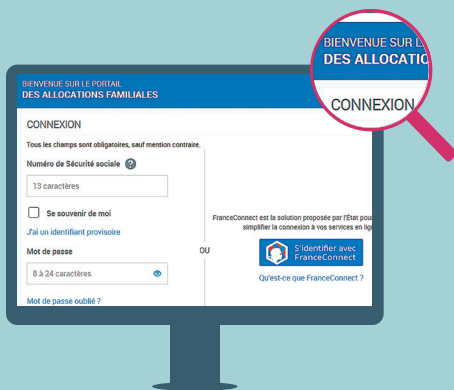 BIENVENUE SUR LE PORTAIL
DES ALLOCATIONS FAMILIALES
CONNEXION
Tous les champs sont obligatoires, sauf mention contraire.
Numéro de Sécurité sociale ?
13 caractères
Se souvenir de moi
J'ai un identifiant provisoire
Mot de passe
8 à 24 caractères
Mot de passe oublié ?
OU
FranceConnect est la solution proposée par l'État pour
simplifier la connexion à vos services en lig
S'identifier avec
FranceConnect
Qu'est-ce que FranceConnect ?
BIENVENUE SUR L
DES ALLOCATIO
CONNEXION